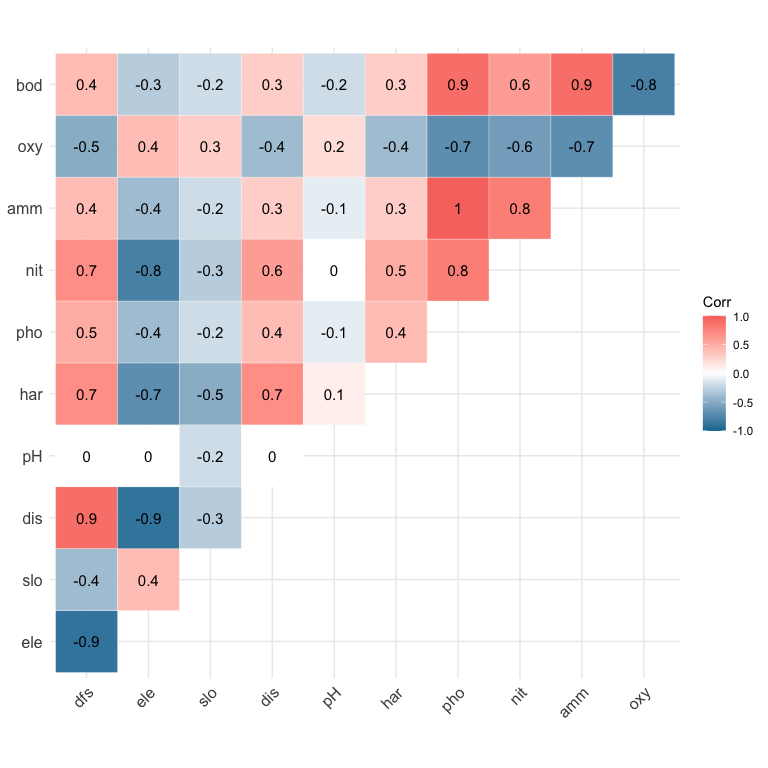 bod 0.4 -0.3 -0.2 0.3 -0.2 0.3 0.9 0.6 0.9 -0.8
oxy -0.5 0.4 0.3 -0.4 0.2 -0.4 -0.7 -0.6 -0.7
amm 0.4 -0.4 -0.2 0.3 -0.1 0.3 1 0.8
nit 0.7 -0.8 -0.3 0.6 0 0.5 0.8
pho 0.5 -0.4 -0.2 0.4 -0.1 0.4
har 0.7 -0.7 -0.5 0.7 0.1
pH 0 0 -0.2 0
dis 0.9 -0.9 -0.3
slo -0.4 0.4
ele -0.9
dfs ele slo dis pH har pho nit amm oxy
Corr
1.0
0.5
0.0
-0.5
-1.0